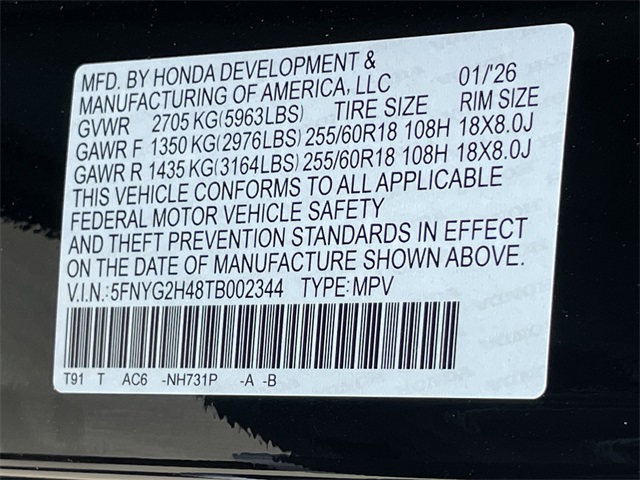 MFD. BY HONDA DEVELOPMENT &
MANUFACTURING OF AMERICA, LLC 01/'26
GVWR 2705 KG(5963LBS) TIRE SIZE RIM SIZE
GAWR F 1350 KG(2976LBS) 255/60R18 108H 18X8.0J
GAWR R 1435 KG(3164LBS) 255/60R18 108H 18X8.0J
THIS VEHICLE CONFORMS TO ALL APPLICABLE
FEDERAL MOTOR VEHICLE SAFETY
AND THEFT PREVENTION STANDARDS IN EFFECT
ON THE DATE OF MANUFACTURE SHOWN ABOVE.
V.I.N.:5FNYG2H48TB002344 TYPE:MPV
T91 T AC6 -NH731P -A -B